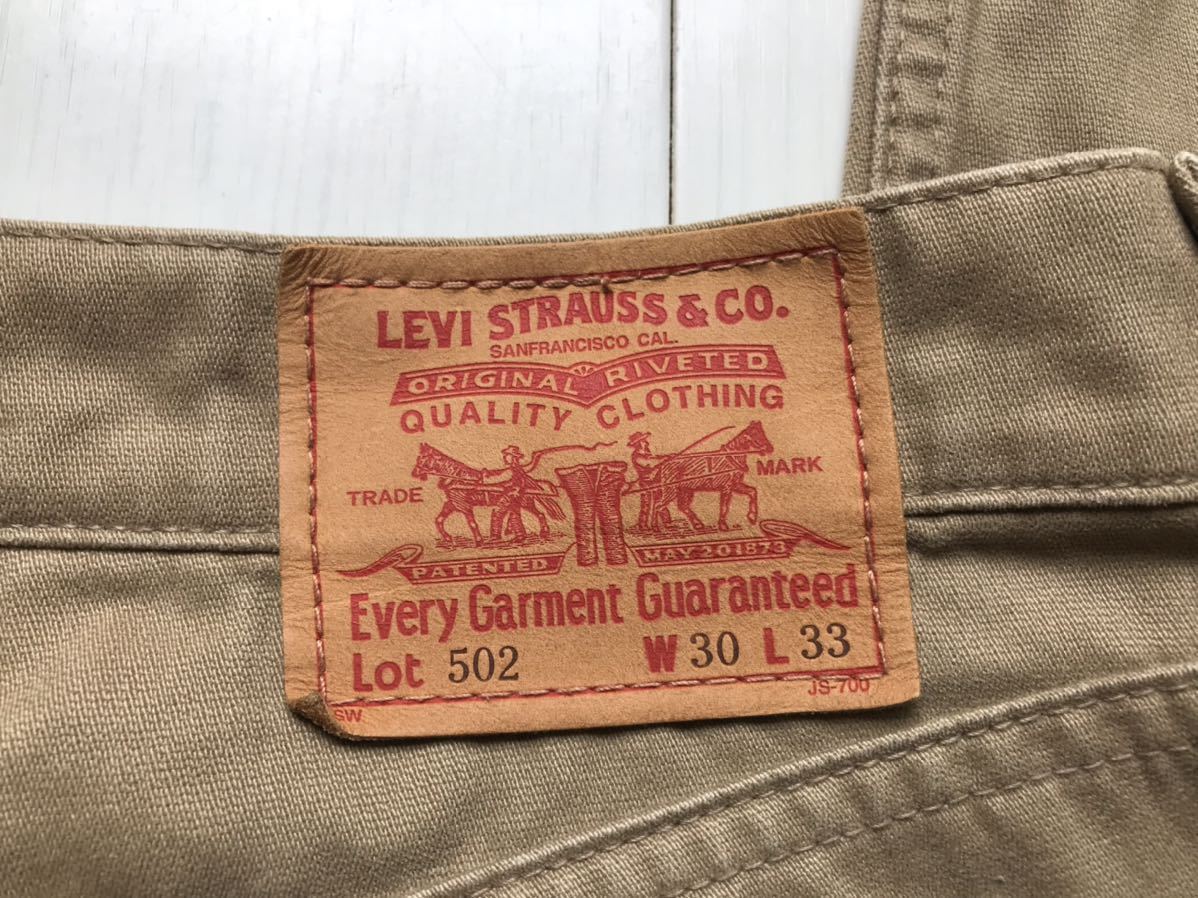 LEVI STRAUSS & CO.
SANFRANCISCO CAL.
ORIGINAL RIVETED
QUALITY CLOTHING
TRADE MARK
PATENTED MAY 20 1873
Every Garment Guaranteed
Lot 502 W 30 L 33
SW JS-700